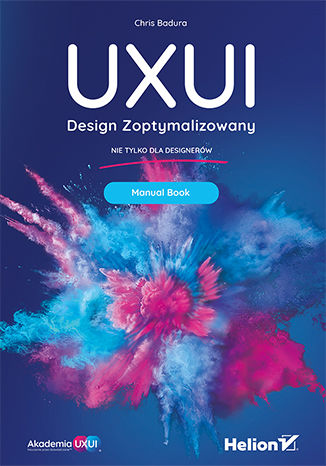 Chris Badura
UXUI
Design Zoptymalizowany
NIE TYLKO DLA DESIGNERÓW
Manual Book
Akademia UXUI
Helion